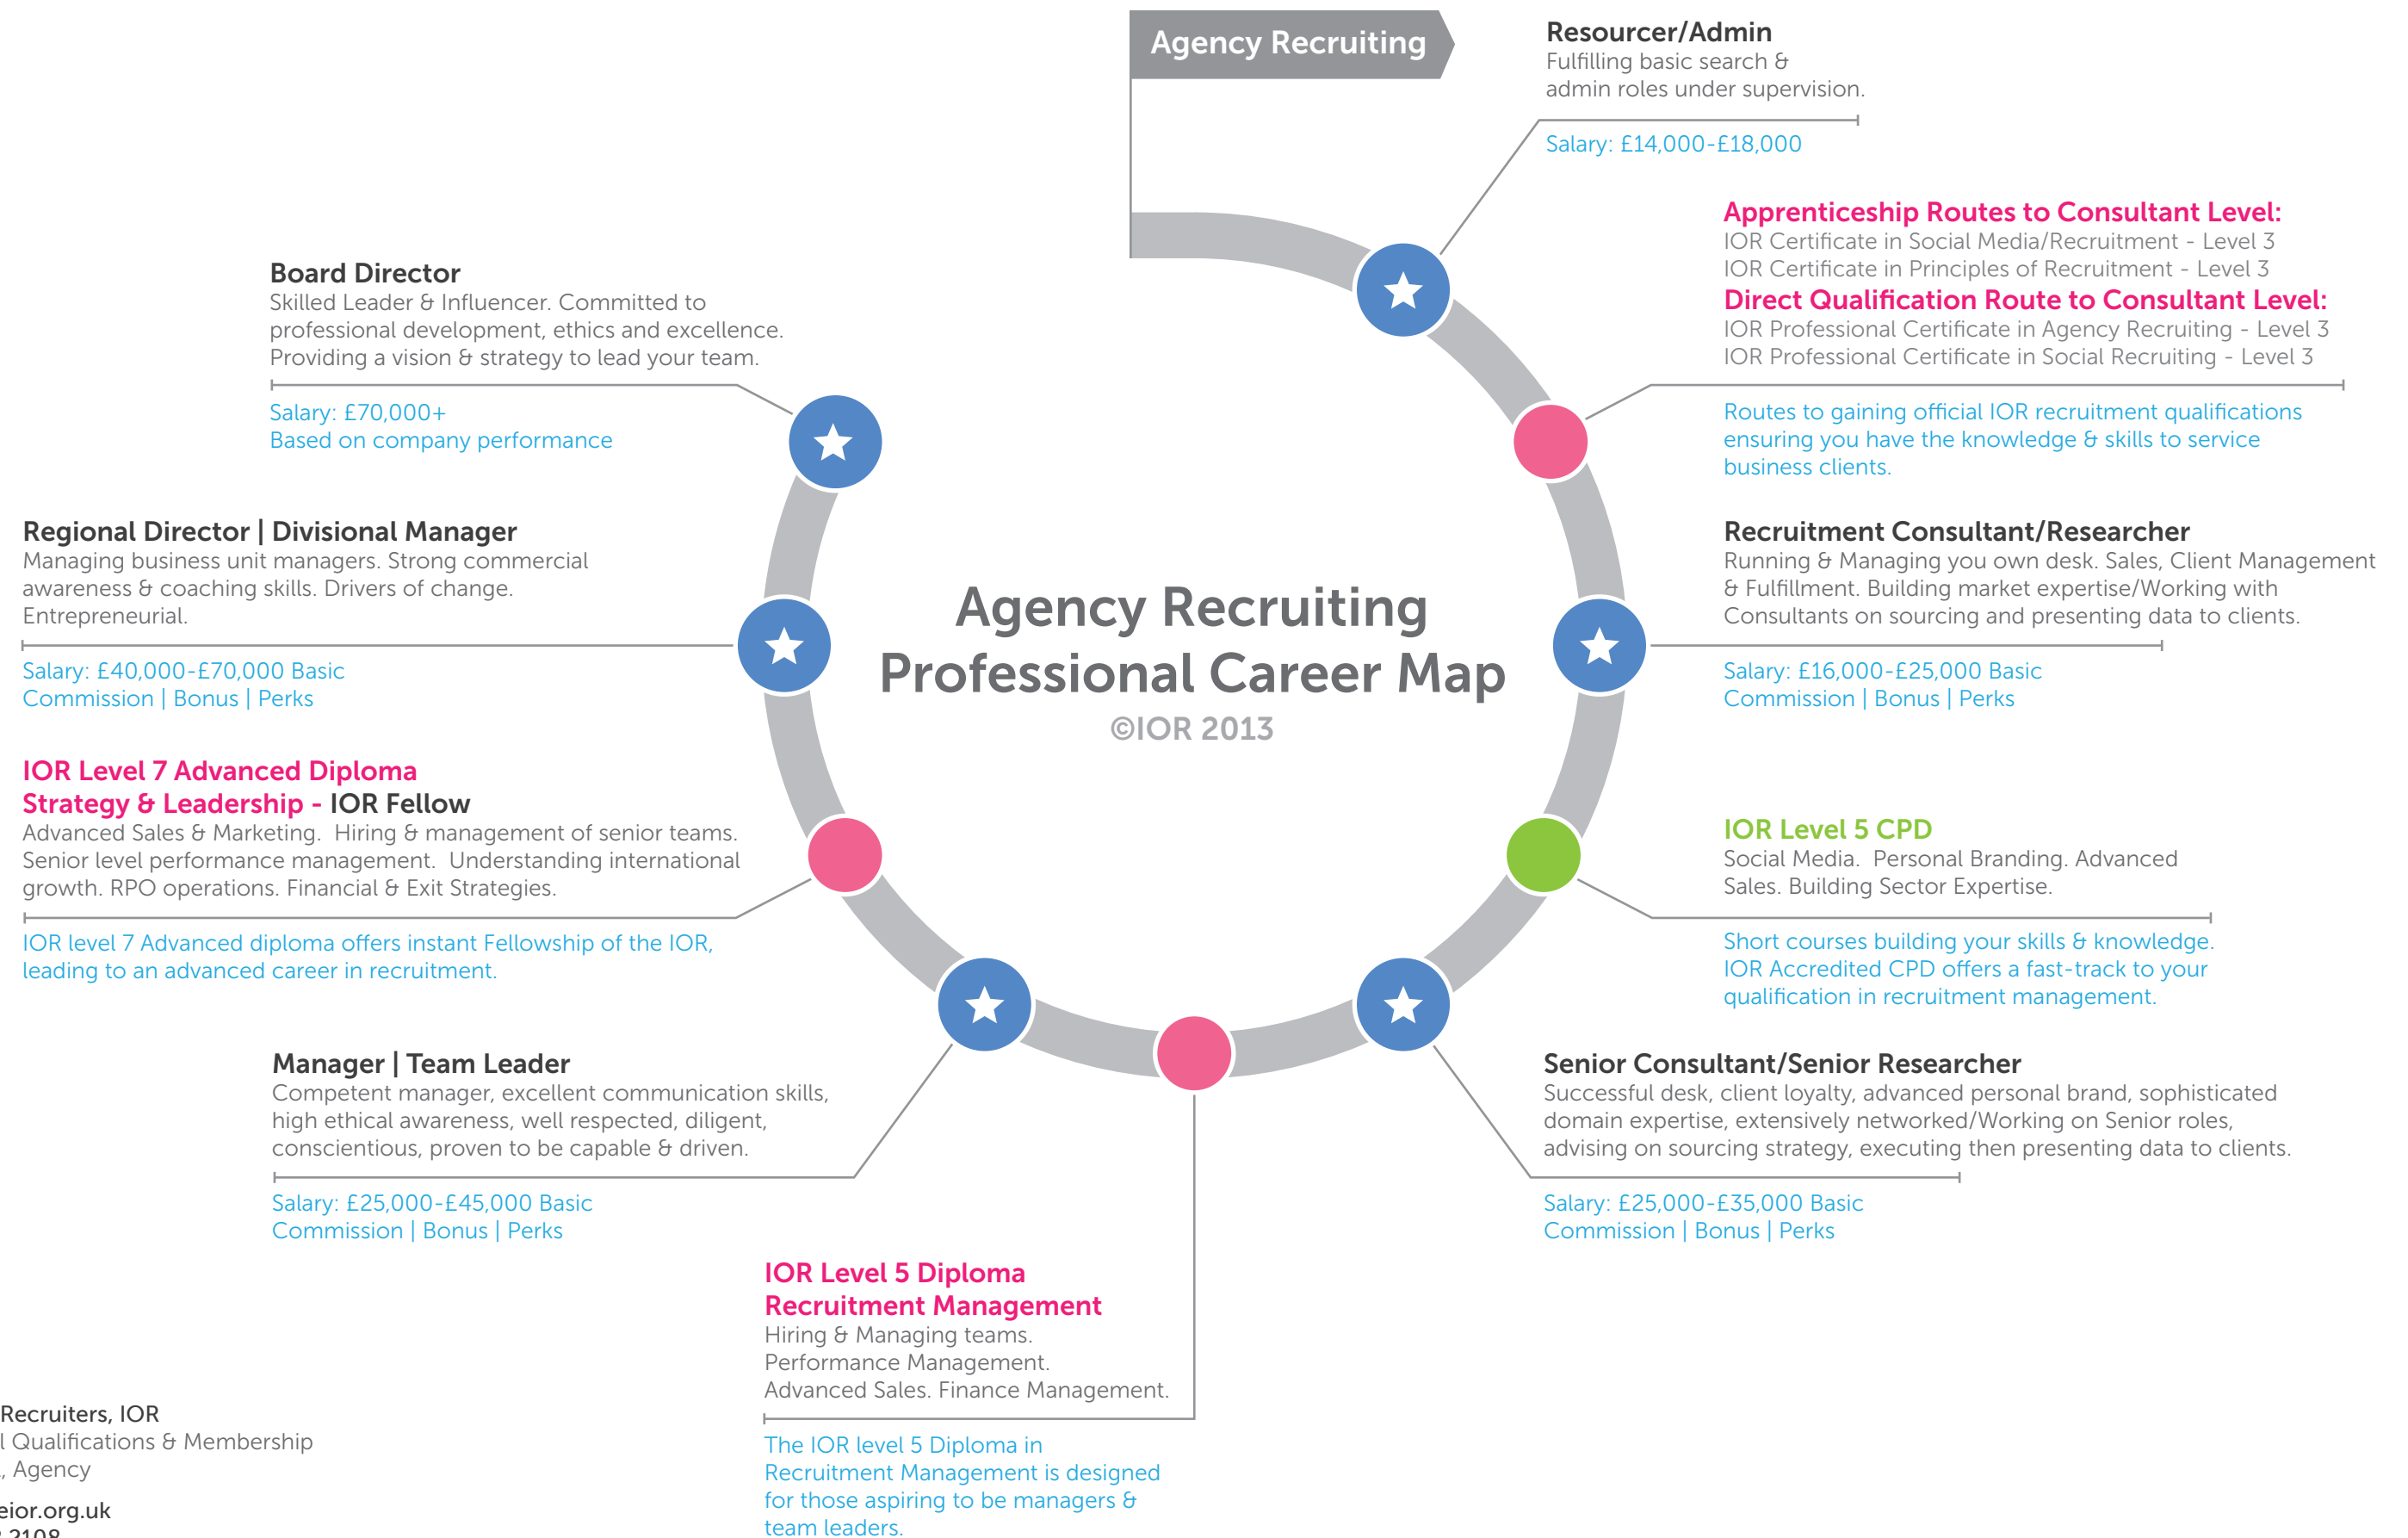 Agency Recruiting
Resourcer/Admin
Fulfilling basic search &
admin roles under supervision.
Salary: £14,000-£18,000
Apprenticeship Routes to Consultant Level:
IOR Certificate in Social Media/Recruitment - Level 3
IOR Certificate in Principles of Recruitment - Level 3
Direct Qualification Route to Consultant Level:
IOR Professional Certificate in Agency Recruiting - Level 3
IOR Professional Certificate in Social Recruiting - Level 3
Routes to gaining official IOR recruitment qualifications
ensuring you have the knowledge & skills to service
business clients.
Recruitment Consultant/Researcher
Running & Managing you own desk. Sales, Client Management
& Fulfillment. Building market expertise/Working with
Consultants on sourcing and presenting data to clients.
Salary: £16,000-£25,000 Basic
Commission | Bonus | Perks
IOR Level 5 CPD
Social Media. Personal Branding. Advanced
Sales. Building Sector Expertise.
Short courses building your skills & knowledge.
IOR Accredited CPD offers a fast-track to your
qualification in recruitment management.
Senior Consultant/Senior Researcher
Successful desk, client loyalty, advanced personal brand, sophisticated
domain expertise, extensively networked/Working on Senior roles,
advising on sourcing strategy, executing then presenting data to clients.
Salary: £25,000-£35,000 Basic
Commission | Bonus | Perks
IOR Level 5 Diploma
Recruitment Management
Hiring & Managing teams.
Performance Management.
Advanced Sales. Finance Management.
The IOR level 5 Diploma in
Recruitment Management is designed
for those aspiring to be managers &
team leaders.
Manager | Team Leader
Competent manager, excellent communication skills,
high ethical awareness, well respected, diligent,
conscientious, proven to be capable & driven.
Salary: £25,000-£45,000 Basic
Commission | Bonus | Perks
IOR Level 7 Advanced Diploma
Strategy & Leadership - IOR Fellow
Advanced Sales & Marketing. Hiring & management of senior teams.
Senior level performance management. Understanding international
growth. RPO operations. Financial & Exit Strategies.
IOR level 7 Advanced diploma offers instant Fellowship of the IOR,
leading to an advanced career in recruitment.
Regional Director | Divisional Manager
Managing business unit managers. Strong commercial
awareness & coaching skills. Drivers of change.
Entrepreneurial.
Salary: £40,000-£70,000 Basic
Commission | Bonus | Perks
Board Director
Skilled Leader & Influencer. Committed to
professional development, ethics and excellence.
Providing a vision & strategy to lead your team.
Salary: £70,000+
Based on company performance
Agency Recruiting
Professional Career Map
©IOR 2013
Recruiters, IOR
Qualifications & Membership
Agency
eior.org.uk
2108